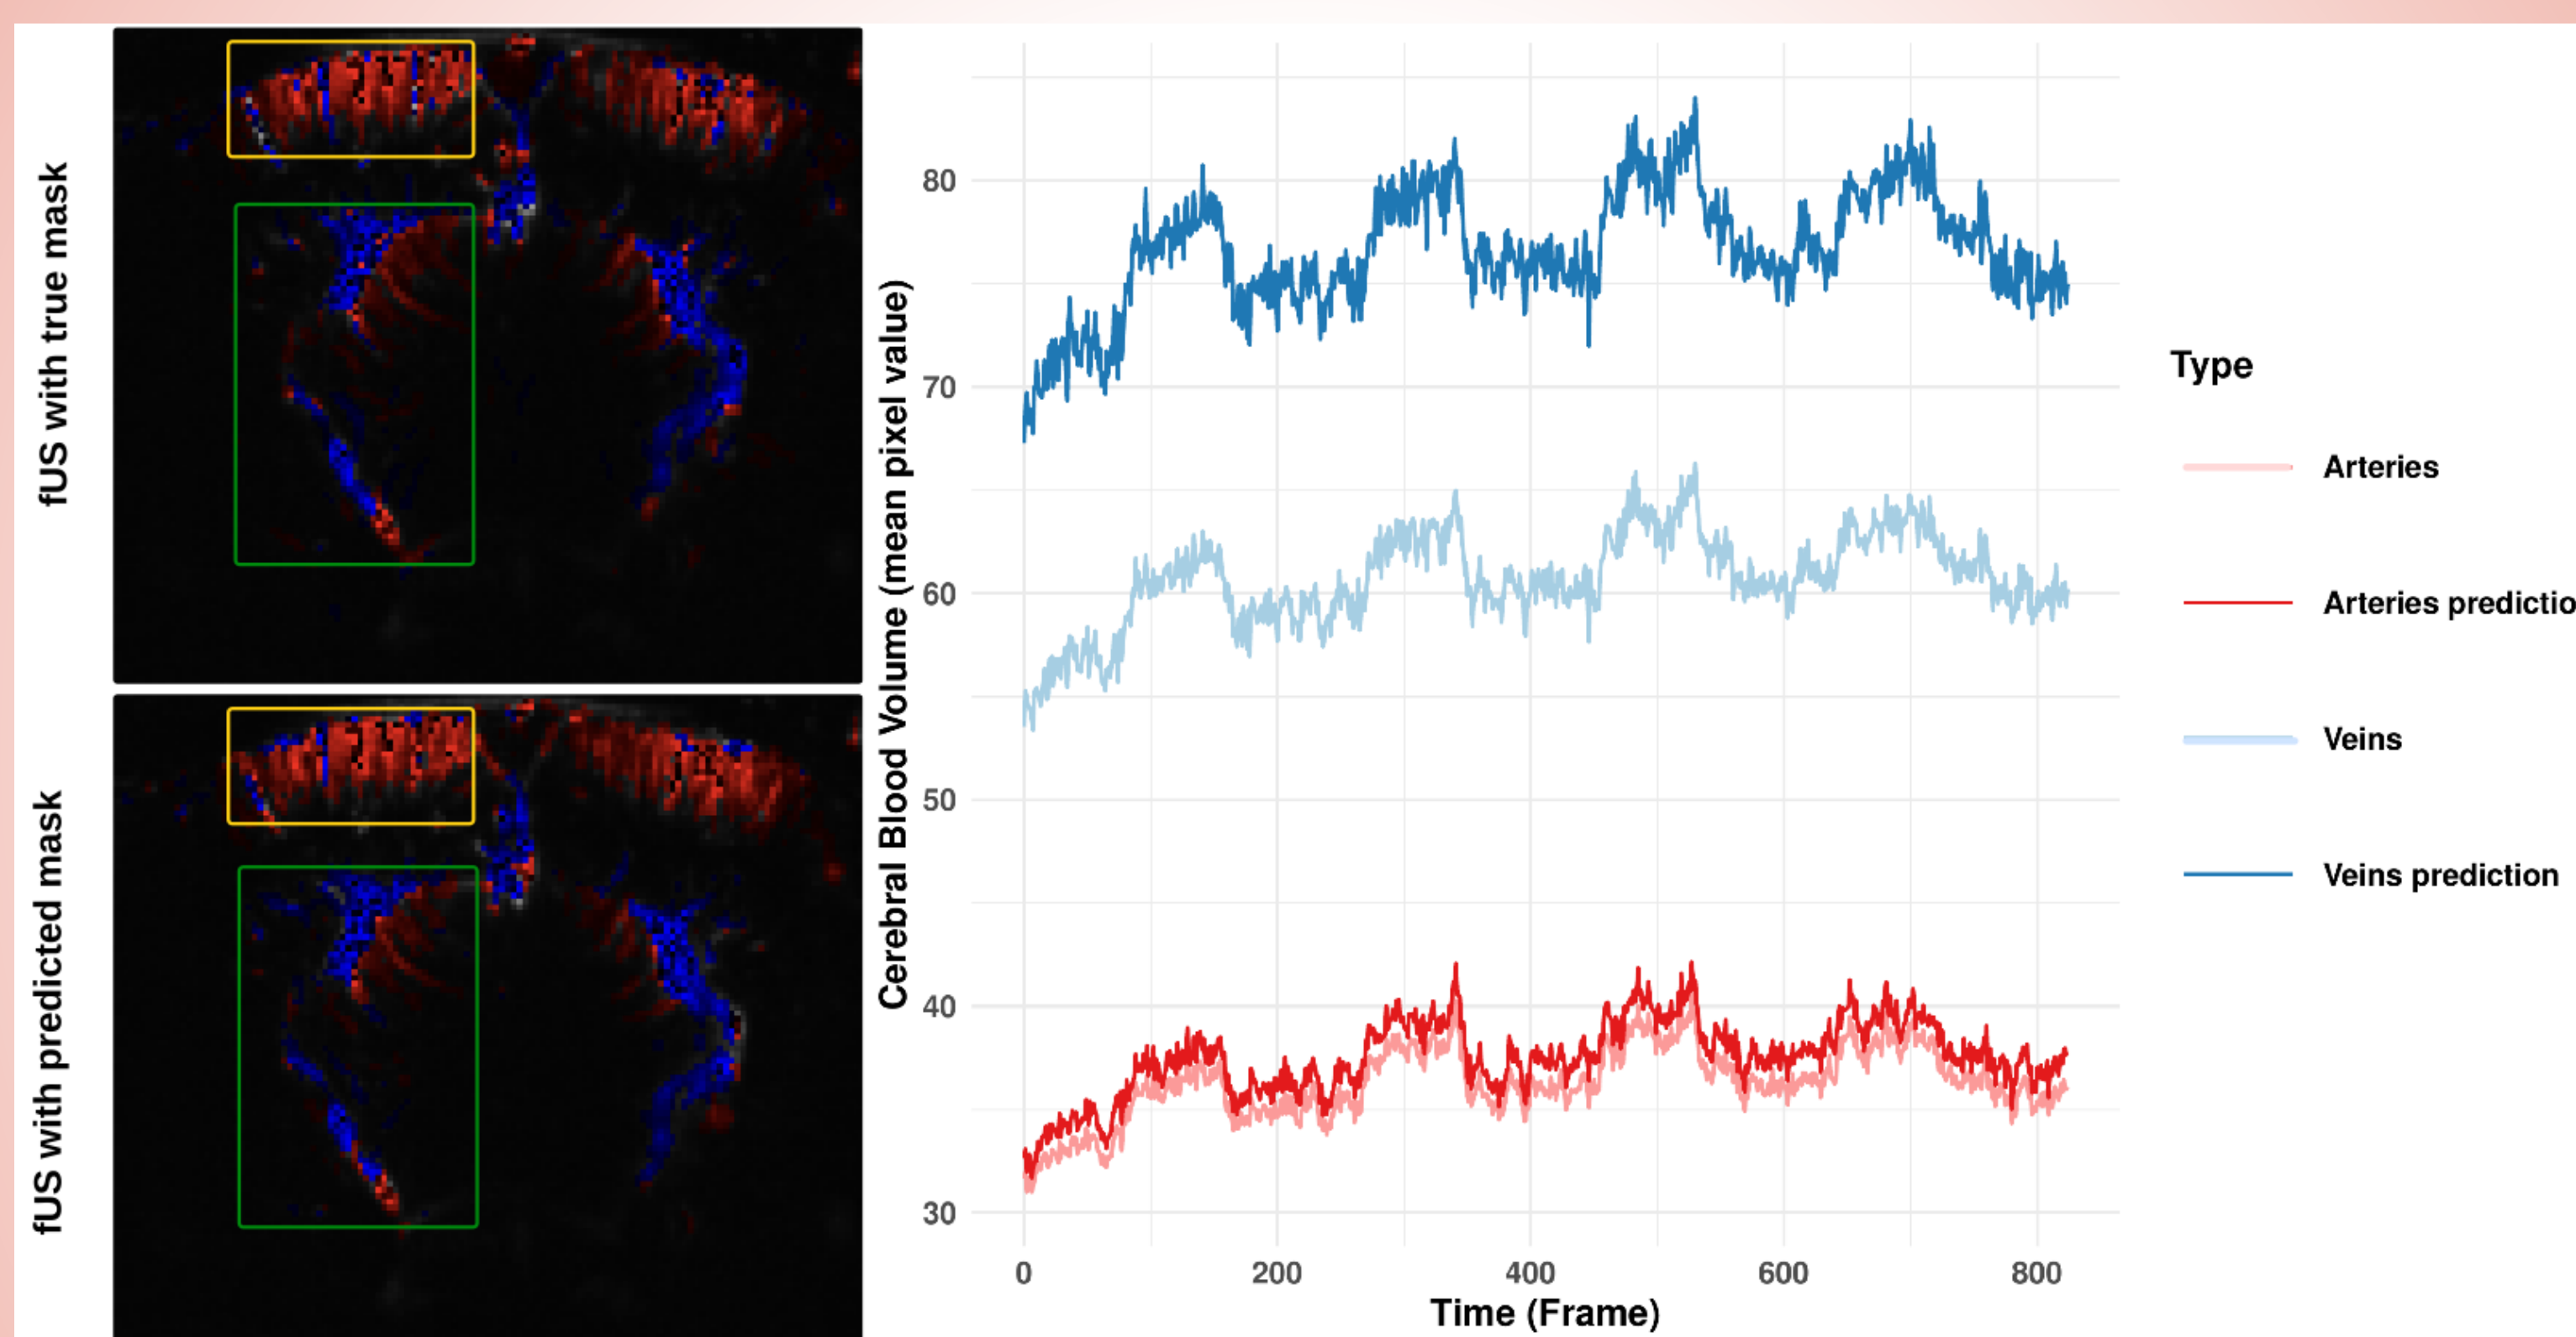 fUS with true mask
fUS with predicted mask
Cerebral Blood Volume (mean pixel value)
80
70
60
50
40
30
0 200 400 600 800
Time (Frame)
Type
Arteries
Arteries predictio
Veins
Veins prediction